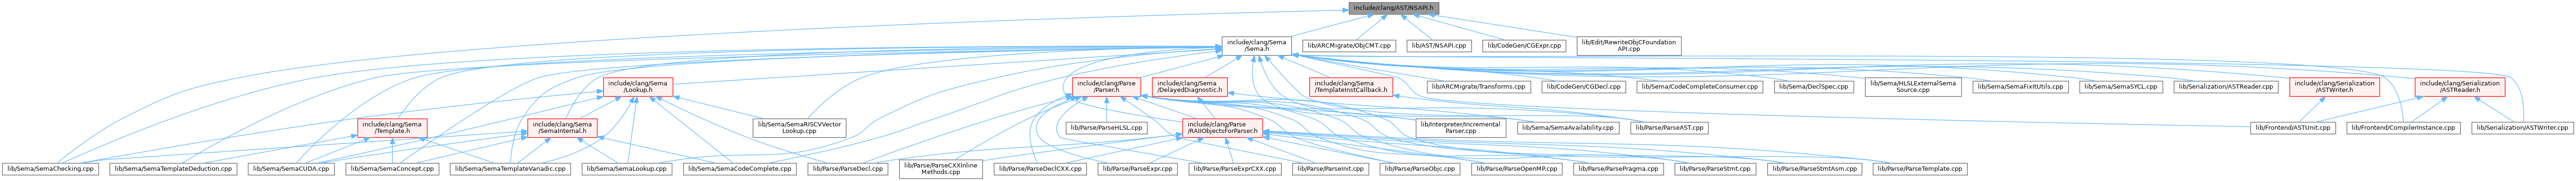 include/clang/AST/NSAPI.h
include/clang/Sema
/Sema.h
lib/ARCMigrate/ObjCMT.cpp
lib/AST/NSAPI.cpp
lib/CodeGen/CGExpr.cpp
lib/Edit/RewriteObjCFoundation
API.cpp
include/clang/Sema
/Lookup.h
include/clang/Parse
/Parser.h
include/clang/Sema
/DelayedDiagnostic.h
include/clang/Sema
/TemplateInstCallback.h
lib/ARCMigrate/Transforms.cpp
lib/CodeGen/CGDecl.cpp
lib/Sema/CodeCompleteConsumer.cpp
lib/Sema/DeclSpec.cpp
lib/Sema/HLSLExternalSema
Source.cpp
lib/Sema/SemaFixItUtils.cpp
lib/Sema/SemaSYCL.cpp
lib/Serialization/ASTReader.cpp
include/clang/Serialization
/ASTWriter.h
include/clang/Serialization
/ASTReader.h
include/clang/Sema
/Template.h
include/clang/Sema
/SemaInternal.h
lib/Sema/SemaRISCVVector
Lookup.cpp
lib/Parse/ParseHLSL.cpp
include/clang/Parse
/RAIIObjectsForParser.h
lib/Interpreter/Incremental
Parser.cpp
lib/Sema/SemaAvailability.cpp
lib/Parse/ParseAST.cpp
lib/Frontend/ASTUnit.cpp
lib/Frontend/CompilerInstance.cpp
lib/Serialization/ASTWriter.cpp
lib/Sema/SemaChecking.cpp
lib/Sema/SemaTemplateDeduction.cpp
lib/Sema/SemaCUDA.cpp
lib/Sema/SemaConcept.cpp
lib/Sema/SemaTemplateVariadic.cpp
lib/Sema/SemaLookup.cpp
lib/Sema/SemaCodeComplete.cpp
lib/Parse/ParseDecl.cpp
lib/Parse/ParseCXXInline
Methods.cpp
lib/Parse/ParseDeclCXX.cpp
lib/Parse/ParseExpr.cpp
lib/Parse/ParseExprCXX.cpp
lib/Parse/ParseInit.cpp
lib/Parse/ParseObjc.cpp
lib/Parse/ParseOpenMP.cpp
lib/Parse/ParsePragma.cpp
lib/Parse/ParseStmt.cpp
lib/Parse/ParseStmtAsm.cpp
lib/Parse/ParseTemplate.cpp